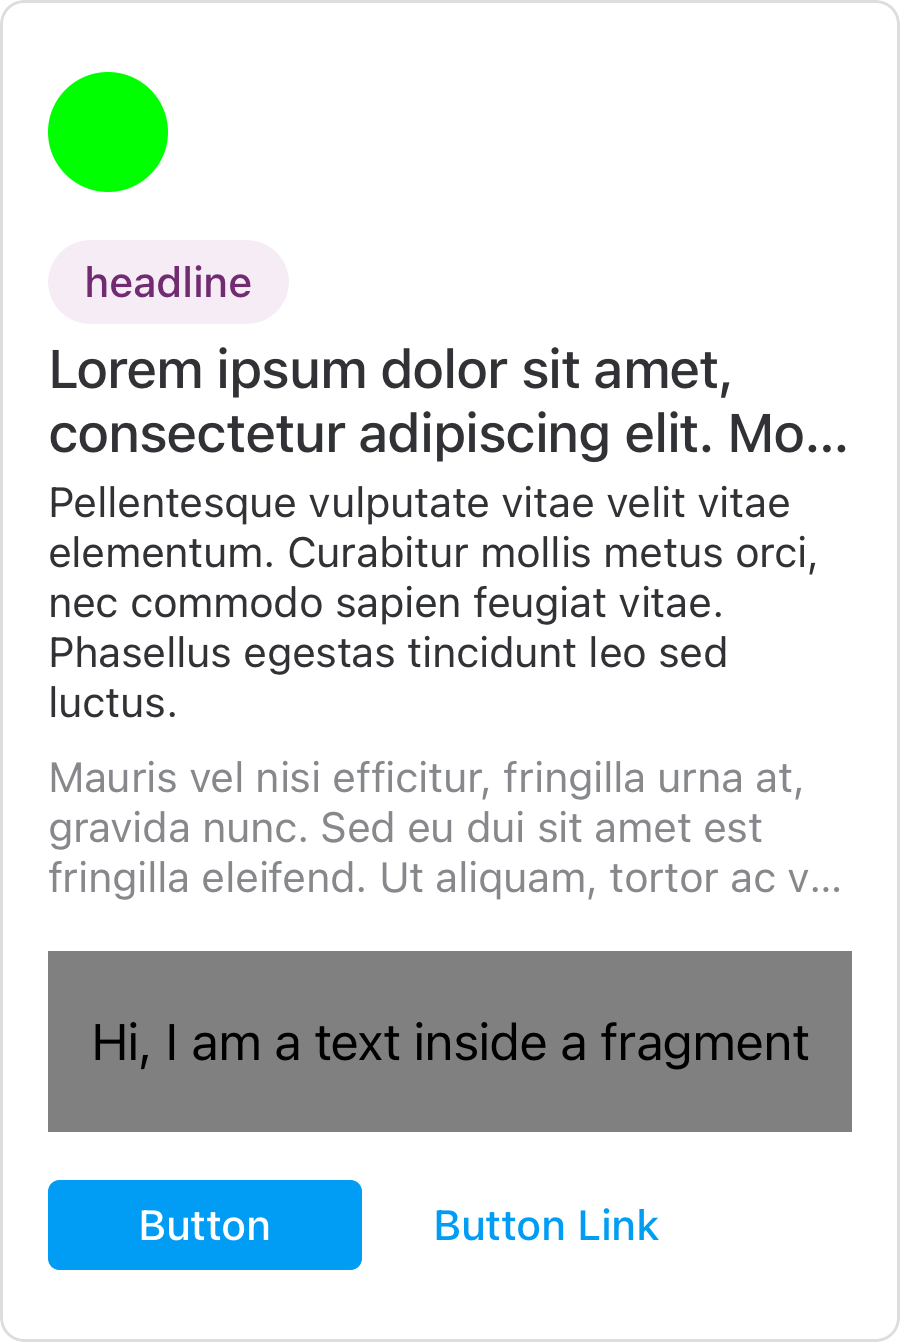 headline
Lorem ipsum dolor sit amet,
consectetur adipiscing elit. Mo...
Pellentesque vulputate vitae velit vitae
elementum. Curabitur mollis metus orci,
nec commodo sapien feugiat vitae.
Phasellus egestas tincidunt leo sed
luctus.
Mauris vel nisi efficitur, fringilla urna at,
gravida nunc. Sed eu dui sit amet est
fringilla eleifend. Ut aliquam, tortor ac v...
Hi, I am a text inside a fragment
Button
Button Link